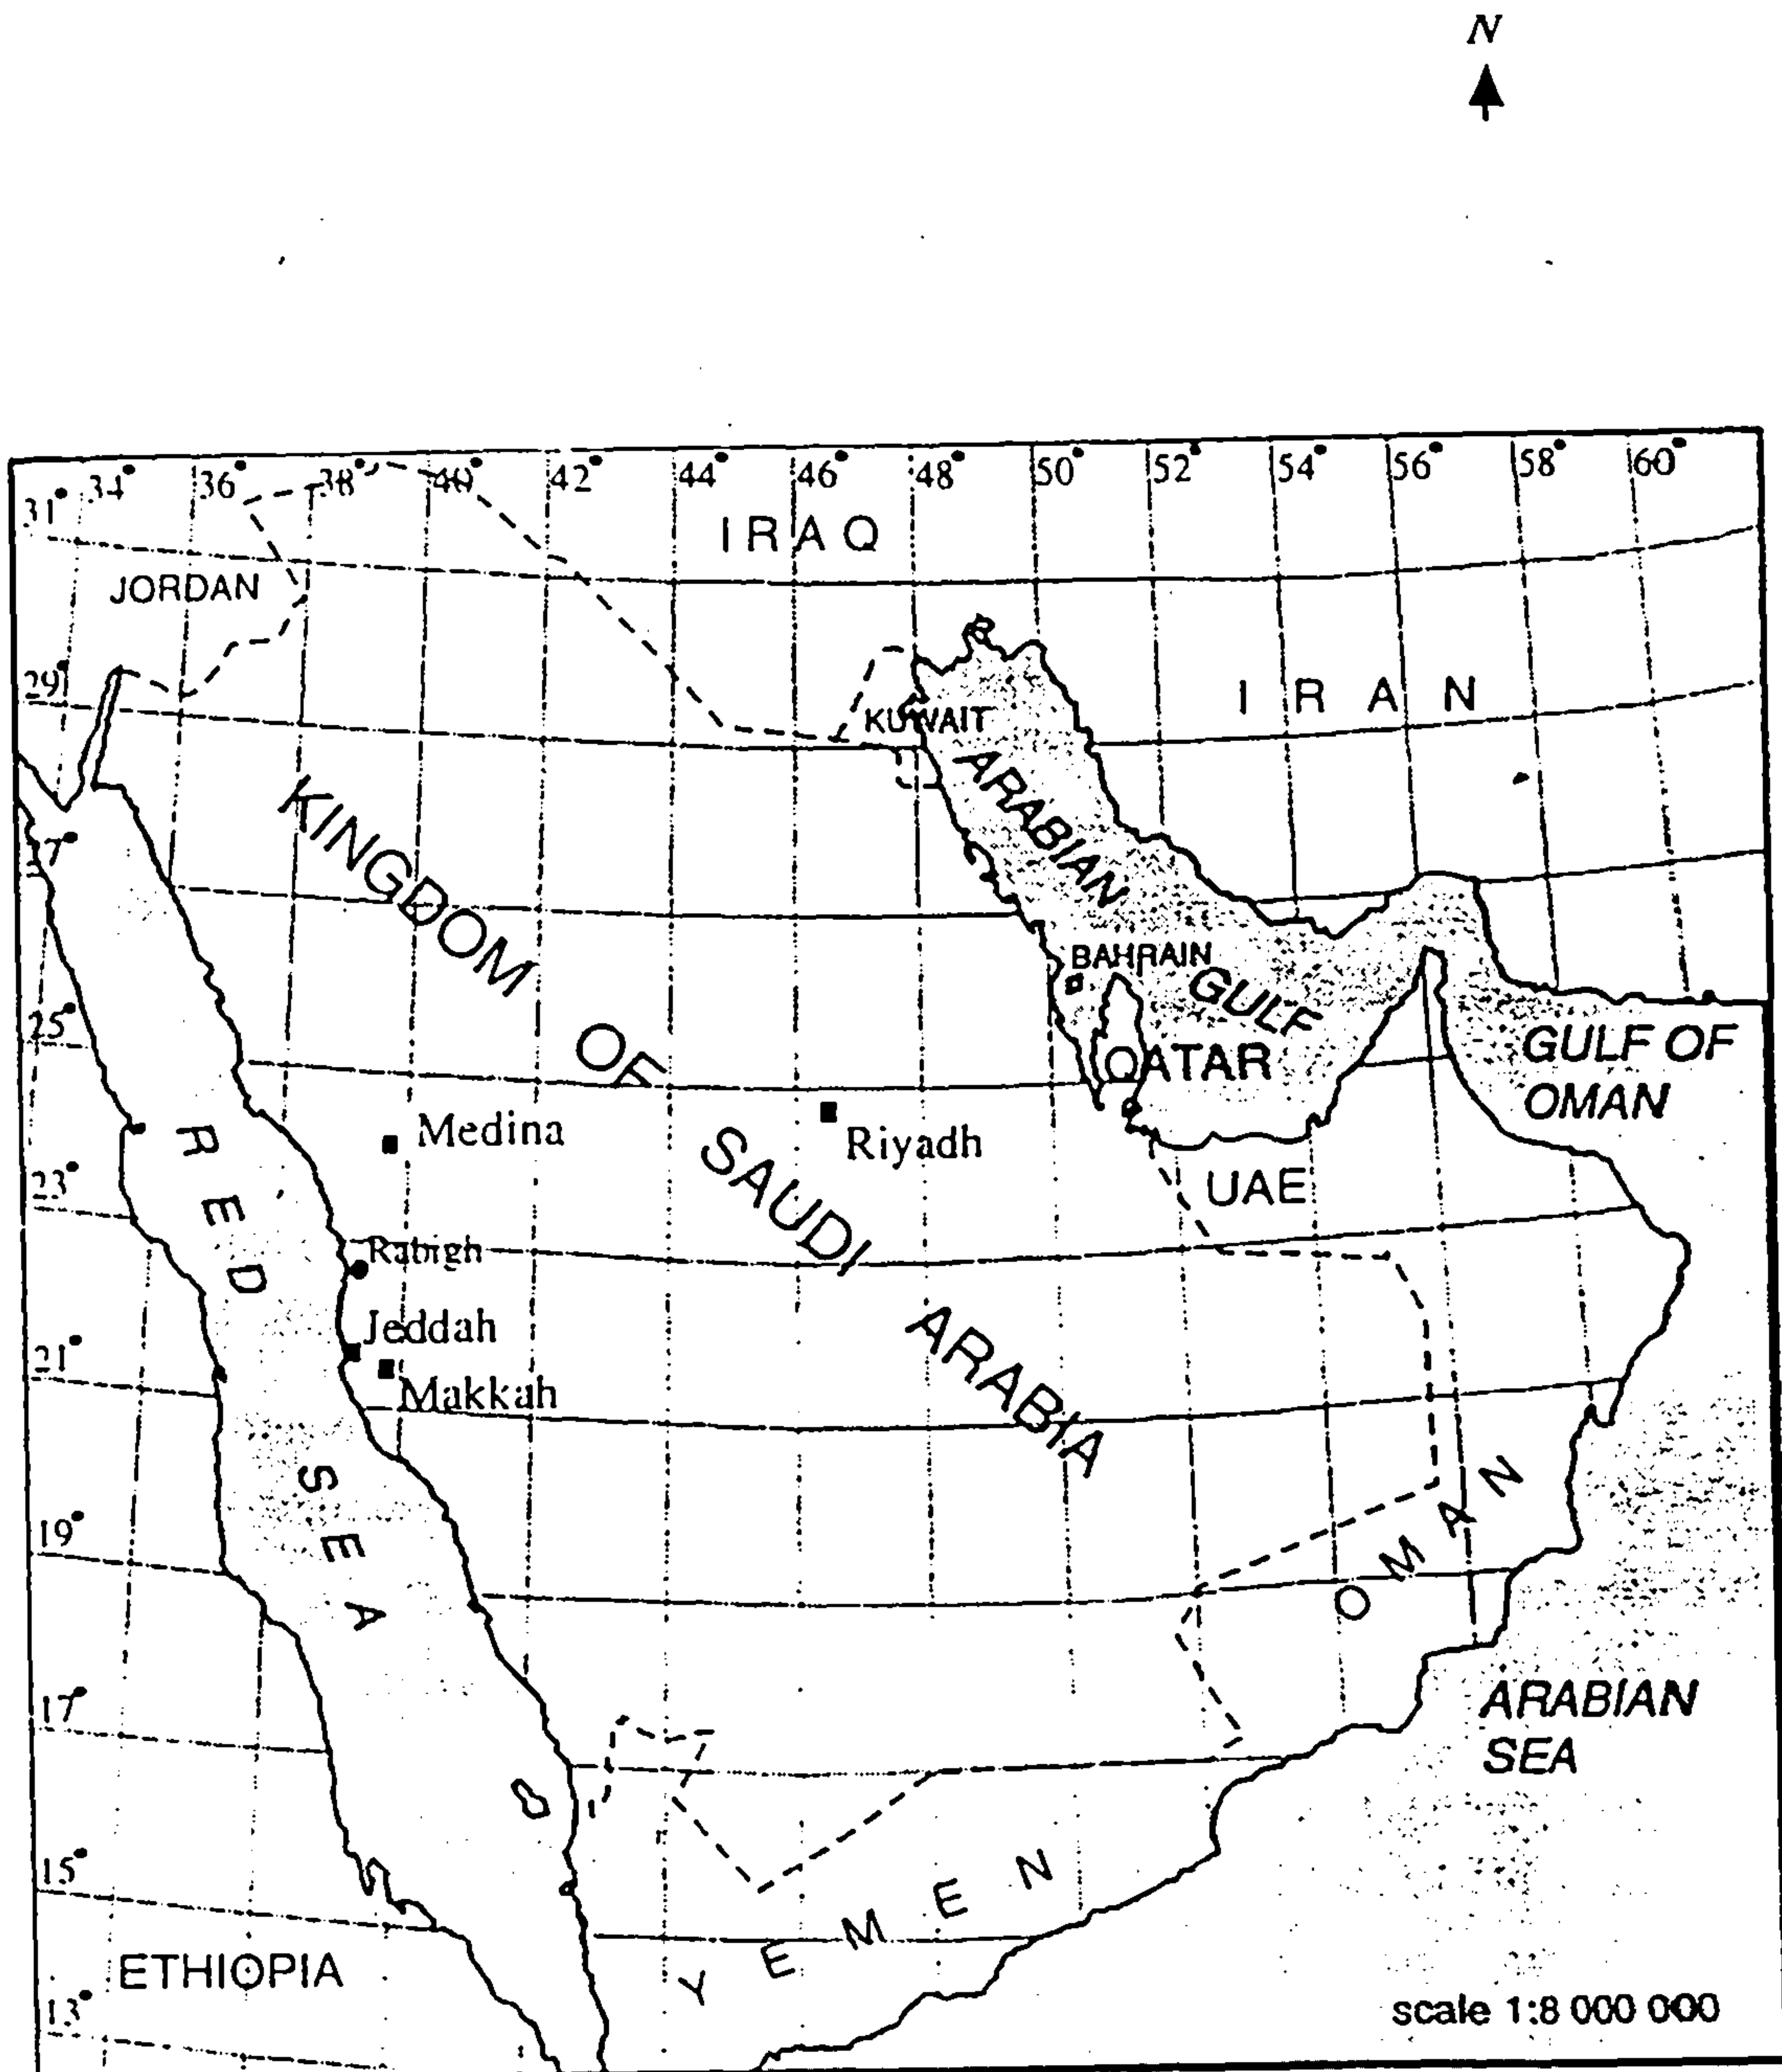 N
34° 36° 38° 40° 42° 44° 46° 48° 50° 52° 54° 56° 58° 60°
31°
IRAQ
JORDAN
29°
IRAN
KUWAIT
KINGDOM OF SAUDI ARABIA
ARABIAN GULF
27°
BAHRAIN
25°
QATAR
GULF OF
OMAN
Medina
Riyadh
RED SEA
23°
UAE
Rabigh
Jeddah
21°
Makkah
OMAN
19°
17°
ARABIAN
SEA
15°
YEMEN
ETHIOPIA
13°
scale 1:8 000 000